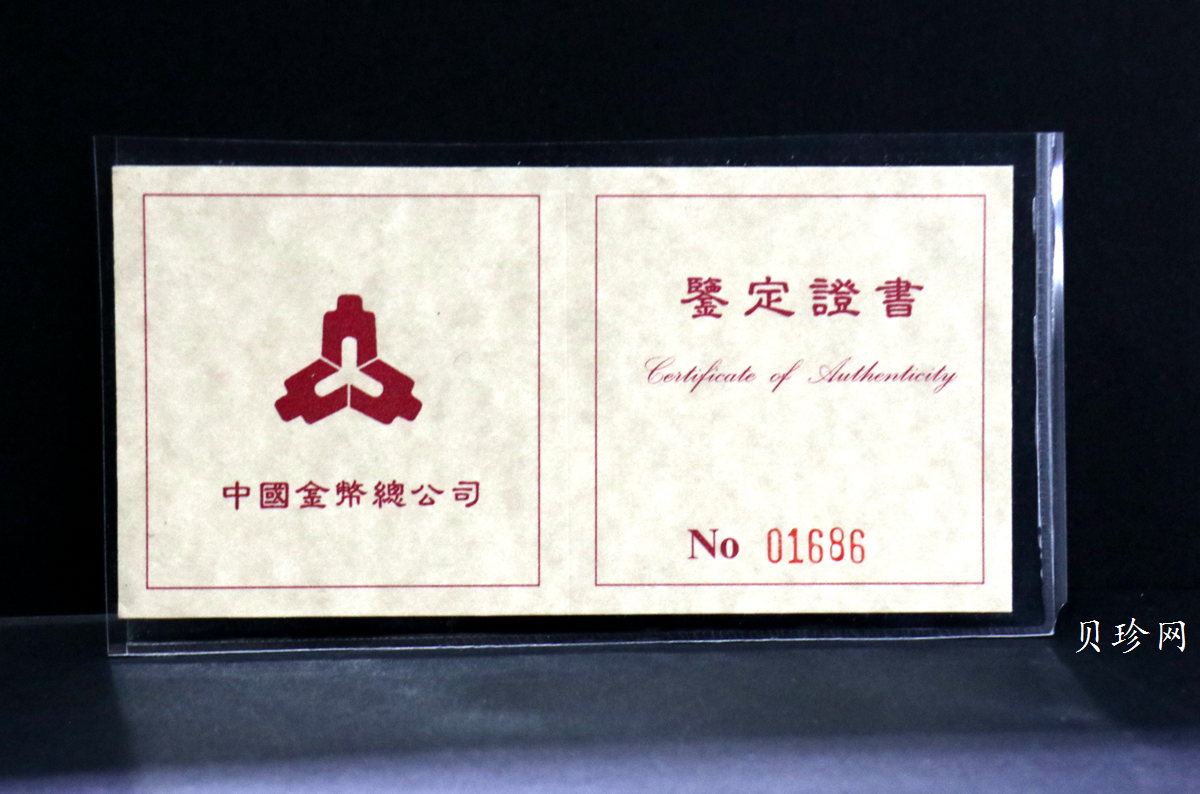 中國金幣總公司
鑒定證書
Certificate of Authenticity
No 01686
贝珍网